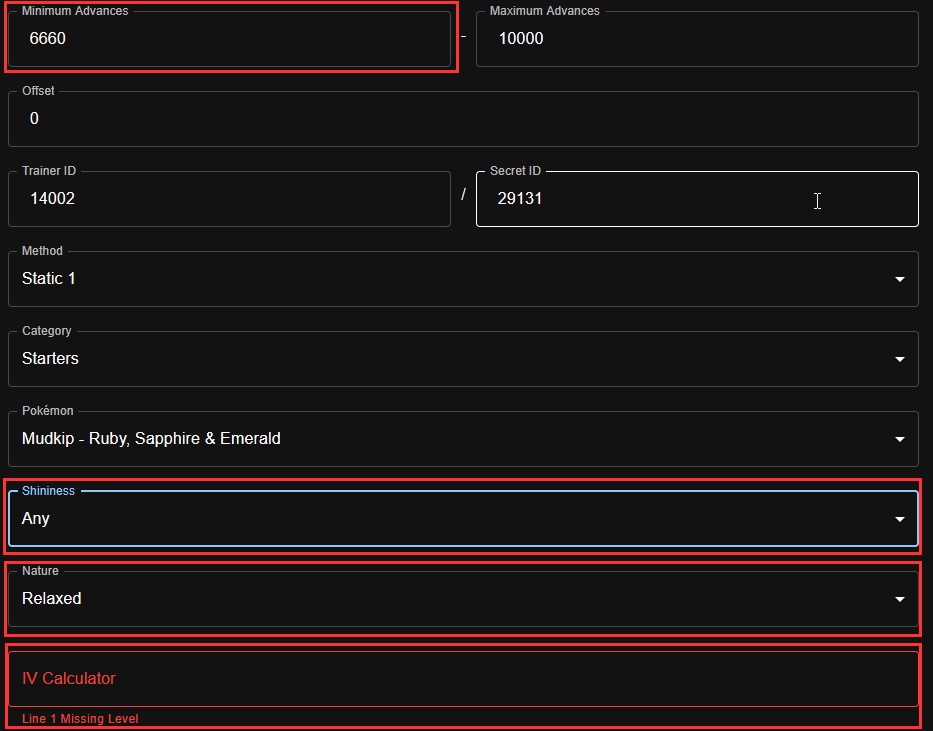 Minimum Advances
6660
-
Maximum Advances
10000
Offset
0
Trainer ID
14002
/
Secret ID
29131
Method
Static 1
Category
Starters
Pokémon
Mudkip - Ruby, Sapphire & Emerald
Shininess
Any
Nature
Relaxed
IV Calculator
Line 1 Missing Level